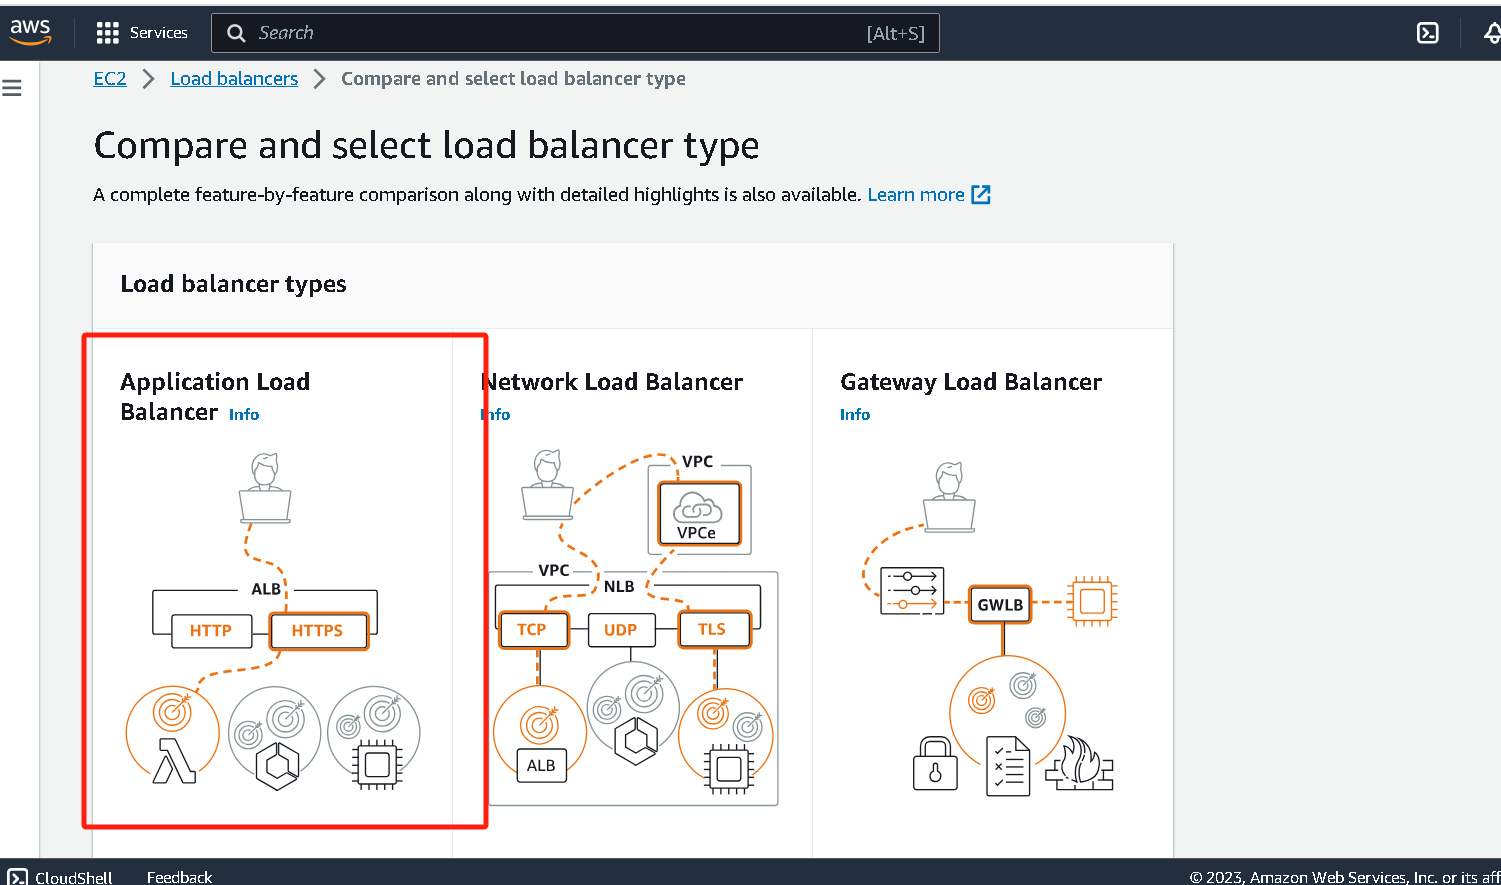 aws
Services
Search
[Alt+S]
EC2
Load balancers
Compare and select load balancer type
Compare and select load balancer type
A complete feature-by-feature comparison along with detailed highlights is also available. Learn more
Load balancer types
Application Load
Balancer Info
ALB
HTTP
HTTPS
Network Load Balancer
Info
VPC
VPCe
VPC
NLB
TCP
UDP
TLS
ALB
Gateway Load Balancer
Info
GWLB
CloudShell
Feedback
© 2023, Amazon Web Services, Inc. or its aff